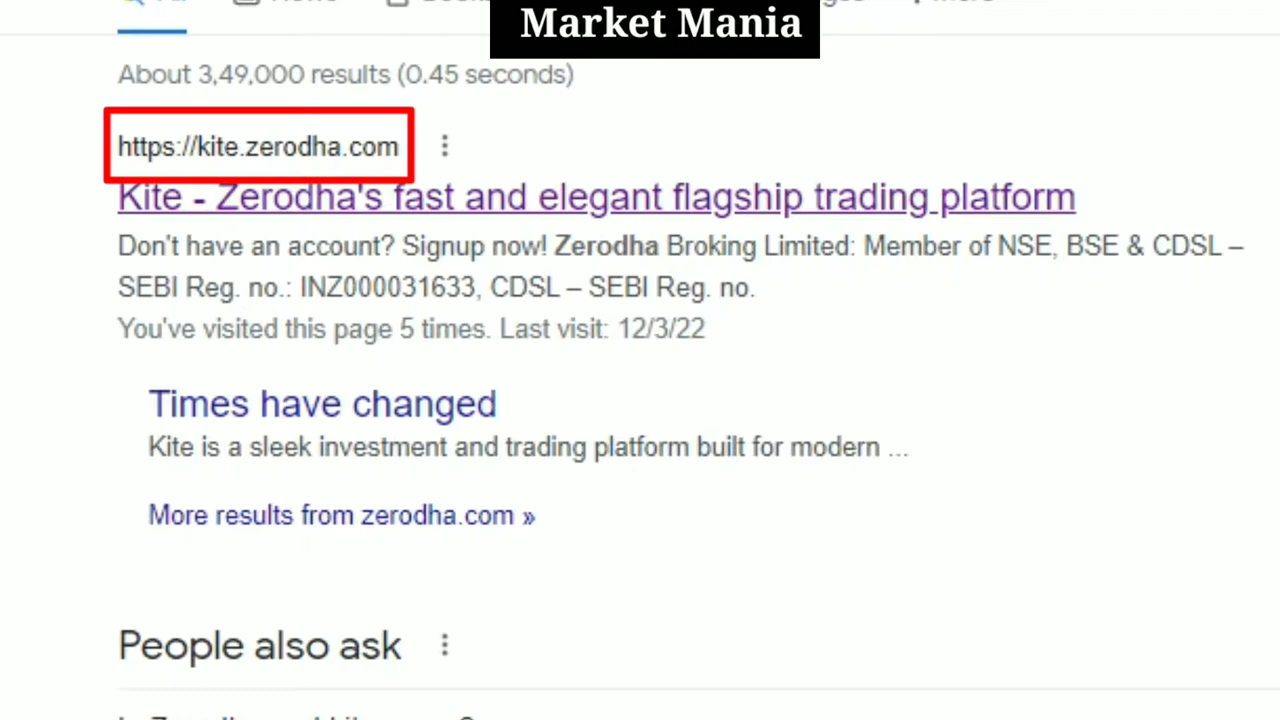 Market Mania
About 3,49,000 results (0.45 seconds)
https://kite.zerodha.com
Kite - Zerodha's fast and elegant flagship trading platform
Don't have an account? Signup now! Zerodha Broking Limited: Member of NSE, BSE & CDSL –
SEBI Reg. no.: INZ000031633, CDSL – SEBI Reg. no.
You've visited this page 5 times. Last visit: 12/3/22
Times have changed
Kite is a sleek investment and trading platform built for modern ...
More results from zerodha.com »
People also ask